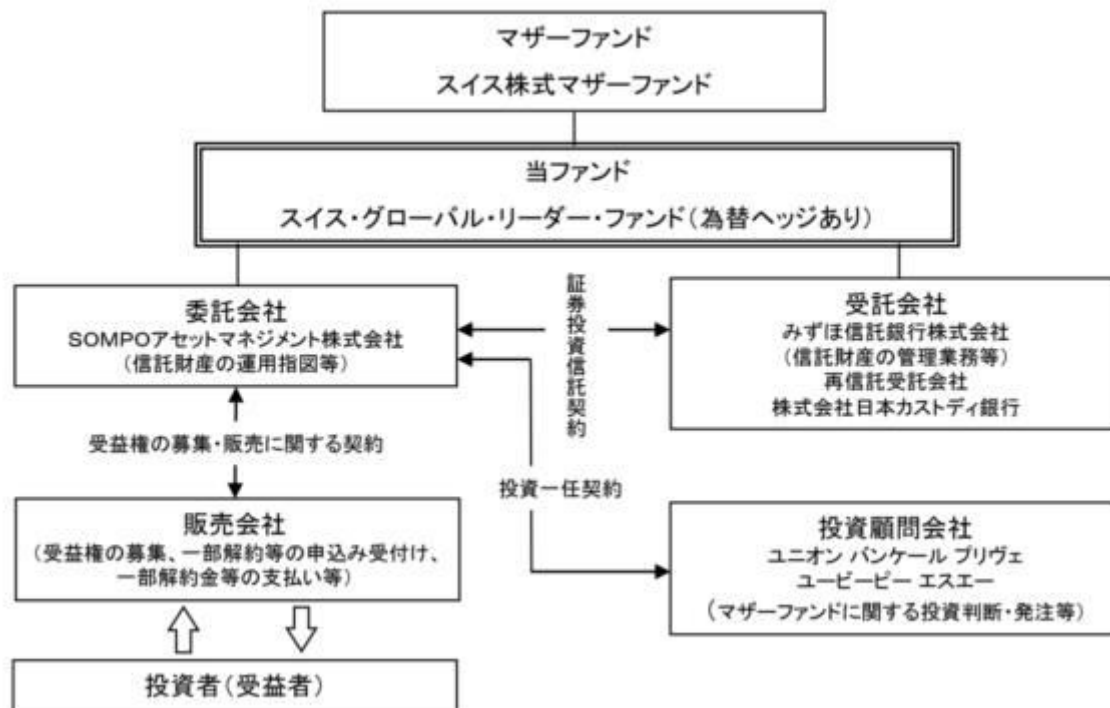 マザーファンド
スイス株式マザーファンド
当ファンド
スイス・グローバル・リーダー・ファンド(為替ヘッジあり)
委託会社
SOMPOアセットマネジメント株式会社
(信託財産の運用指図等)
証券投資信託契約
受託会社
みずほ信託銀行株式会社
(信託財産の管理業務等)
再信託受託会社
株式会社日本カストディ銀行
受益権の募集・販売に関する契約
投資一任契約
販売会社
(受益権の募集、一部解約等の申込み受付け、
一部解約金等の支払い等)
投資顧問会社
ユニオン バンケール プリヴェ
ユービーピー エスエー
(マザーファンドに関する投資判断・発注等)
投資者(受益者)